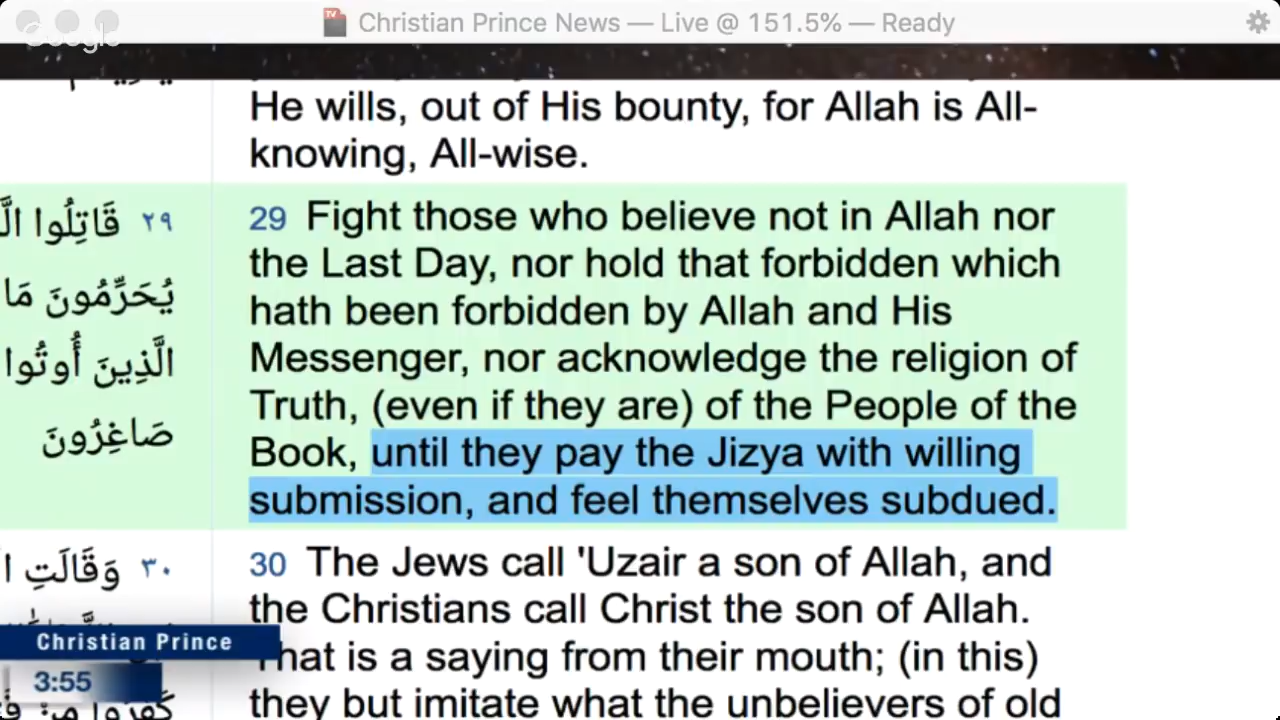 Christian Prince News — Live @ 151.5% — Ready
Google
He wills, out of His bounty, for Allah is All-
knowing, All-wise.
٢٩ قَاتِلُوا
يُحَرِّمُونَ مَا
الَّذِينَ أُوتُوا
صَاغِرُونَ
29 Fight those who believe not in Allah nor
the Last Day, nor hold that forbidden which
hath been forbidden by Allah and His
Messenger, nor acknowledge the religion of
Truth, (even if they are) of the People of the
Book, until they pay the Jizya with willing
submission, and feel themselves subdued.
٣٠ وَقَالَتِ
30 The Jews call 'Uzair a son of Allah, and
the Christians call Christ the son of Allah.
That is a saying from their mouth; (in this)
they but imitate what the unbelievers of old
Christian Prince
3:55